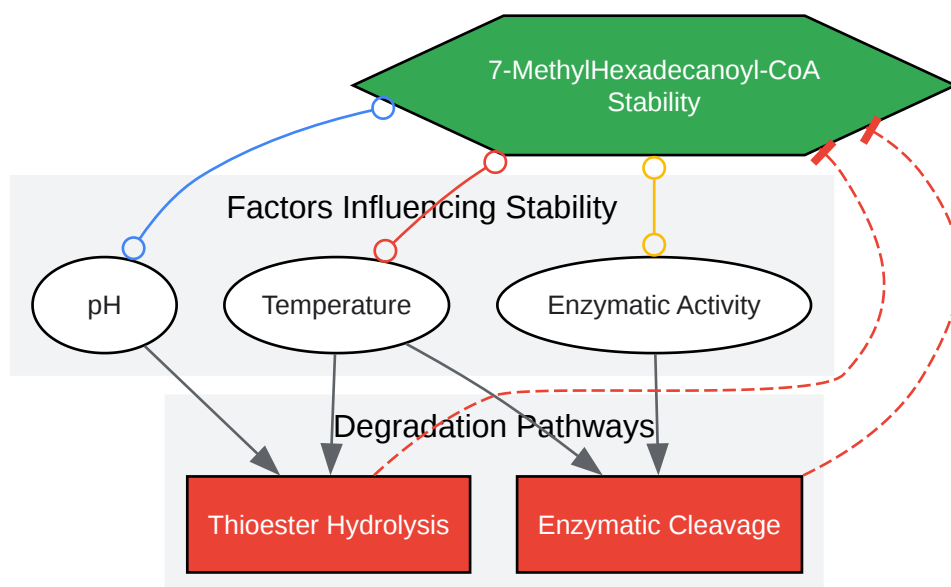 7-MethylHexadecanoyl-CoA
Stability
Factors Influencing Stability
pH
Temperature
Enzymatic Activity
Degradation Pathways
Thioester Hydrolysis
Enzymatic Cleavage